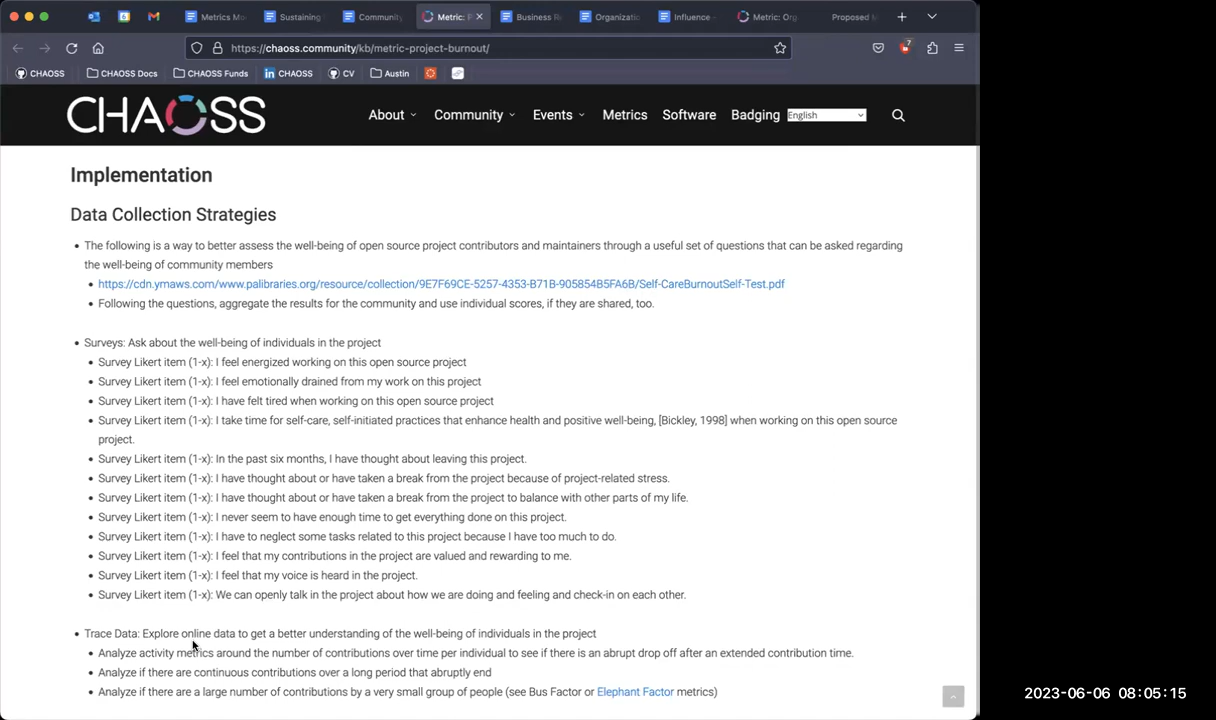 Metrics Mo
Sustaining
Community
Metric: P
Business R
Organizatio
Influence
Metric: Org
Proposed M
https://chaoss.community/kb/metric-project-burnout/
7
CHAOSS
CHAOSS Docs
CHAOSS Funds
CHAOSS
CV
Austin
CHAOSS
About
Community
Events
Metrics
Software
Badging
English
Implementation
Data Collection Strategies
• The following is a way to better assess the well-being of open source project contributors and maintainers through a useful set of questions that can be asked regarding
the well-being of community members
• https://cdn.ymaws.com/www.palibraries.org/resource/collection/9E7F69CE-5257-4353-B71B-905854B5FA6B/Self-CareBurnoutSelf-Test.pdf
• Following the questions, aggregate the results for the community and use individual scores, if they are shared, too.
• Surveys: Ask about the well-being of individuals in the project
• Survey Likert item (1-x): I feel energized working on this open source project
• Survey Likert item (1-x): I feel emotionally drained from my work on this project
• Survey Likert item (1-x): I have felt tired when working on this open source project
• Survey Likert item (1-x): I take time for self-care, self-initiated practices that enhance health and positive well-being, [Bickley, 1998] when working on this open source
project.
• Survey Likert item (1-x): In the past six months, I have thought about leaving this project.
• Survey Likert item (1-x): I have thought about or have taken a break from the project because of project-related stress.
• Survey Likert item (1-x): I have thought about or have taken a break from the project to balance with other parts of my life.
• Survey Likert item (1-x): I never seem to have enough time to get everything done on this project.
• Survey Likert item (1-x): I have to neglect some tasks related to this project because I have too much to do.
• Survey Likert item (1-x): I feel that my contributions in the project are valued and rewarding to me.
• Survey Likert item (1-x): I feel that my voice is heard in the project.
• Survey Likert item (1-x): We can openly talk in the project about how we are doing and feeling and check-in on each other.
• Trace Data: Explore online data to get a better understanding of the well-being of individuals in the project
• Analyze activity metrics around the number of contributions over time per individual to see if there is an abrupt drop off after an extended contribution time.
• Analyze if there are continuous contributions over a long period that abruptly end
• Analyze if there are a large number of contributions by a very small group of people (see Bus Factor or Elephant Factor metrics)
2023-06-06 08:05:15